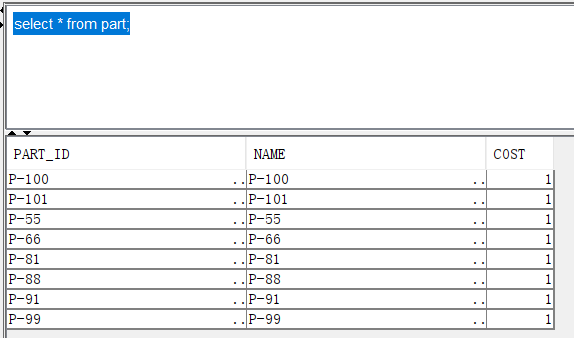 select * from part;
PART_ID NAME COST
P-100 .. P-100 .. 1
P-101 .. P-101 .. 1
P-55 .. P-55 .. 1
P-66 .. P-66 .. 1
P-81 .. P-81 .. 1
P-88 .. P-88 .. 1
P-91 .. P-91 .. 1
P-99 .. P-99 .. 1